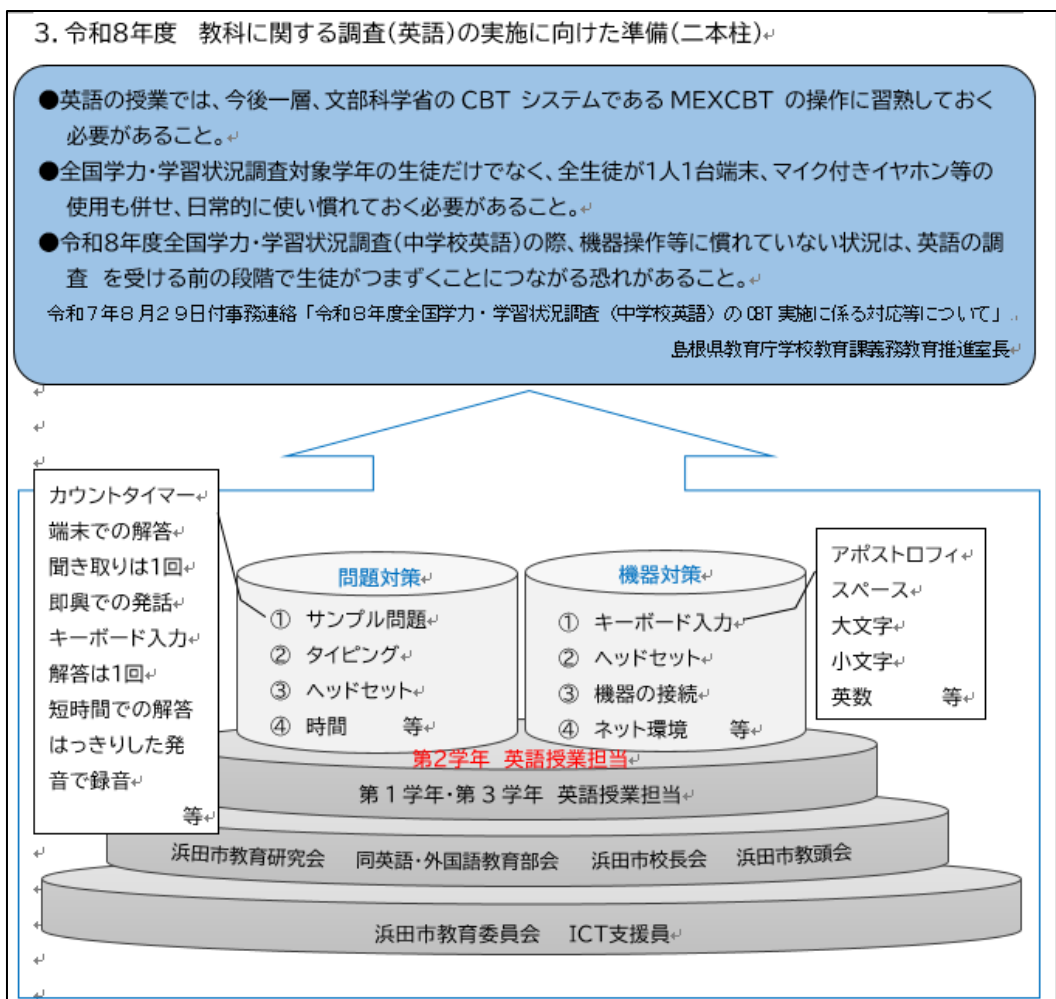 3．令和8年度　教科に関する調査(英語)の実施に向けた準備(二本柱)
●英語の授業では、今後一層、文部科学省の CBT システムである MEXCBT の操作に習熟しておく
必要があること。
●全国学力・学習状況調査対象学年の生徒だけでなく、全生徒が1人1台端末、マイク付きイヤホン等の
使用も併せ、日常的に使い慣れておく必要があること。
●令和8年度全国学力・学習状況調査(中学校英語)の際、機器操作等に慣れていない状況は、英語の調
査　を受ける前の段階で生徒がつまずくことにつながる恐れがあること。
令和７年８月２９日付事務連絡「令和８年度全国学力・学習状況調査（中学校英語）の CBT 実施に係る対応等について」
島根県教育庁学校教育課義務教育推進室長
カウントタイマー
端末での解答
聞き取りは1回
即興での発話
キーボード入力
解答は1回
短時間での解答
はっきりした発
音で録音
等
問題対策
①　サンプル問題
②　タイピング
③　ヘッドセット
④　時間　　等
機器対策
①　キーボード入力
②　ヘッドセット
③　機器の接続
④　ネット環境　　等
アポストロフィ
スペース
大文字
小文字
英数　　　等
第2学年　英語授業担当
第１学年・第３学年　英語授業担当
浜田市教育研究会　同英語・外国語教育部会　浜田市校長会　浜田市教頭会
浜田市教育委員会　ICT支援員